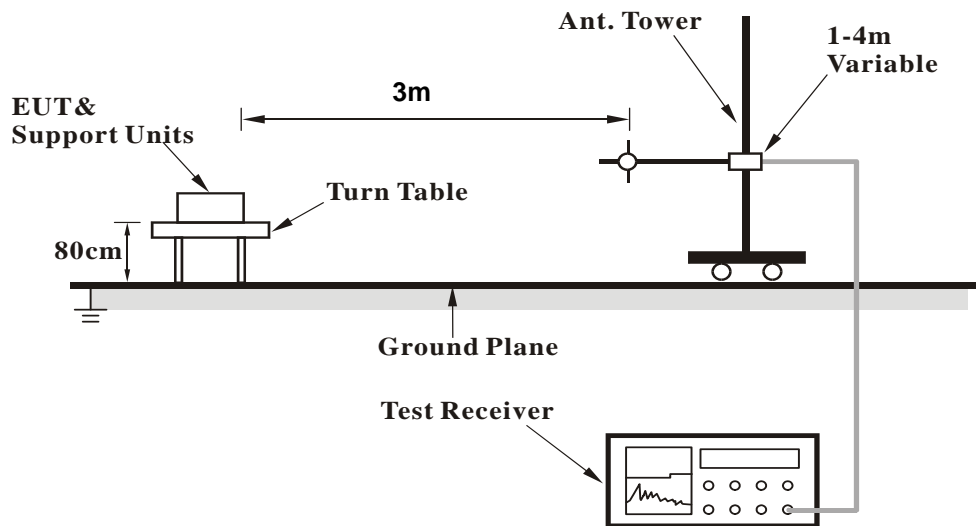 Ant. Tower
1-4m
Variable
3m
EUT&
Support Units
Turn Table
80cm
Ground Plane
Test Receiver